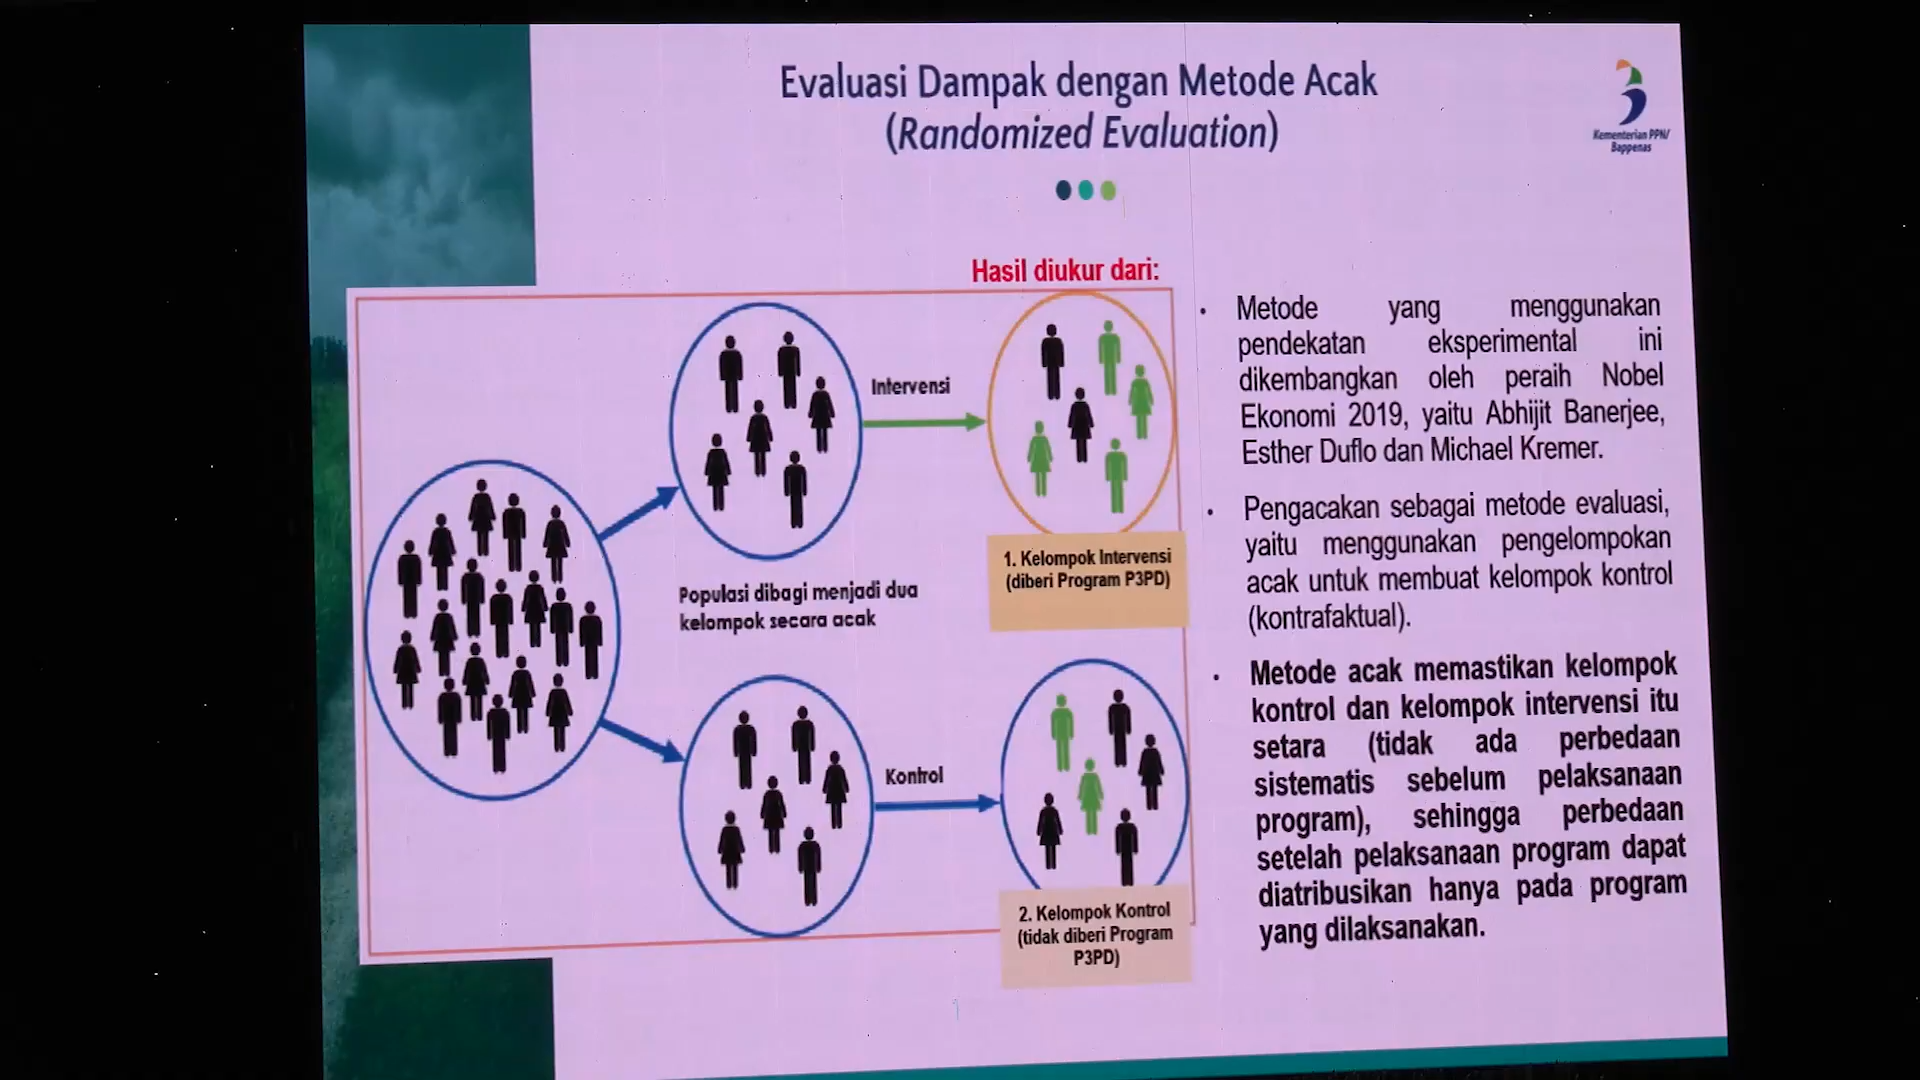 Evaluasi Dampak dengan Metode Acak
(Randomized Evaluation)
Kementerian PPN/
Bappenas
Hasil diukur dari:
Intervensi
1. Kelompok Intervensi
(diberi Program P3PD)
Populasi dibagi menjadi dua
kelompok secara acak
Kontrol
2. Kelompok Kontrol
(tidak diberi Program
P3PD)
• Metode yang menggunakan
pendekatan eksperimental ini
dikembangkan oleh peraih Nobel
Ekonomi 2019, yaitu Abhijit Banerjee,
Esther Duflo dan Michael Kremer.
• Pengacakan sebagai metode evaluasi,
yaitu menggunakan pengelompokan
acak untuk membuat kelompok kontrol
(kontrafaktual).
• Metode acak memastikan kelompok
kontrol dan kelompok intervensi itu
setara (tidak ada perbedaan
sistematis sebelum pelaksanaan
program), sehingga perbedaan
setelah pelaksanaan program dapat
diatribusikan hanya pada program
yang dilaksanakan.